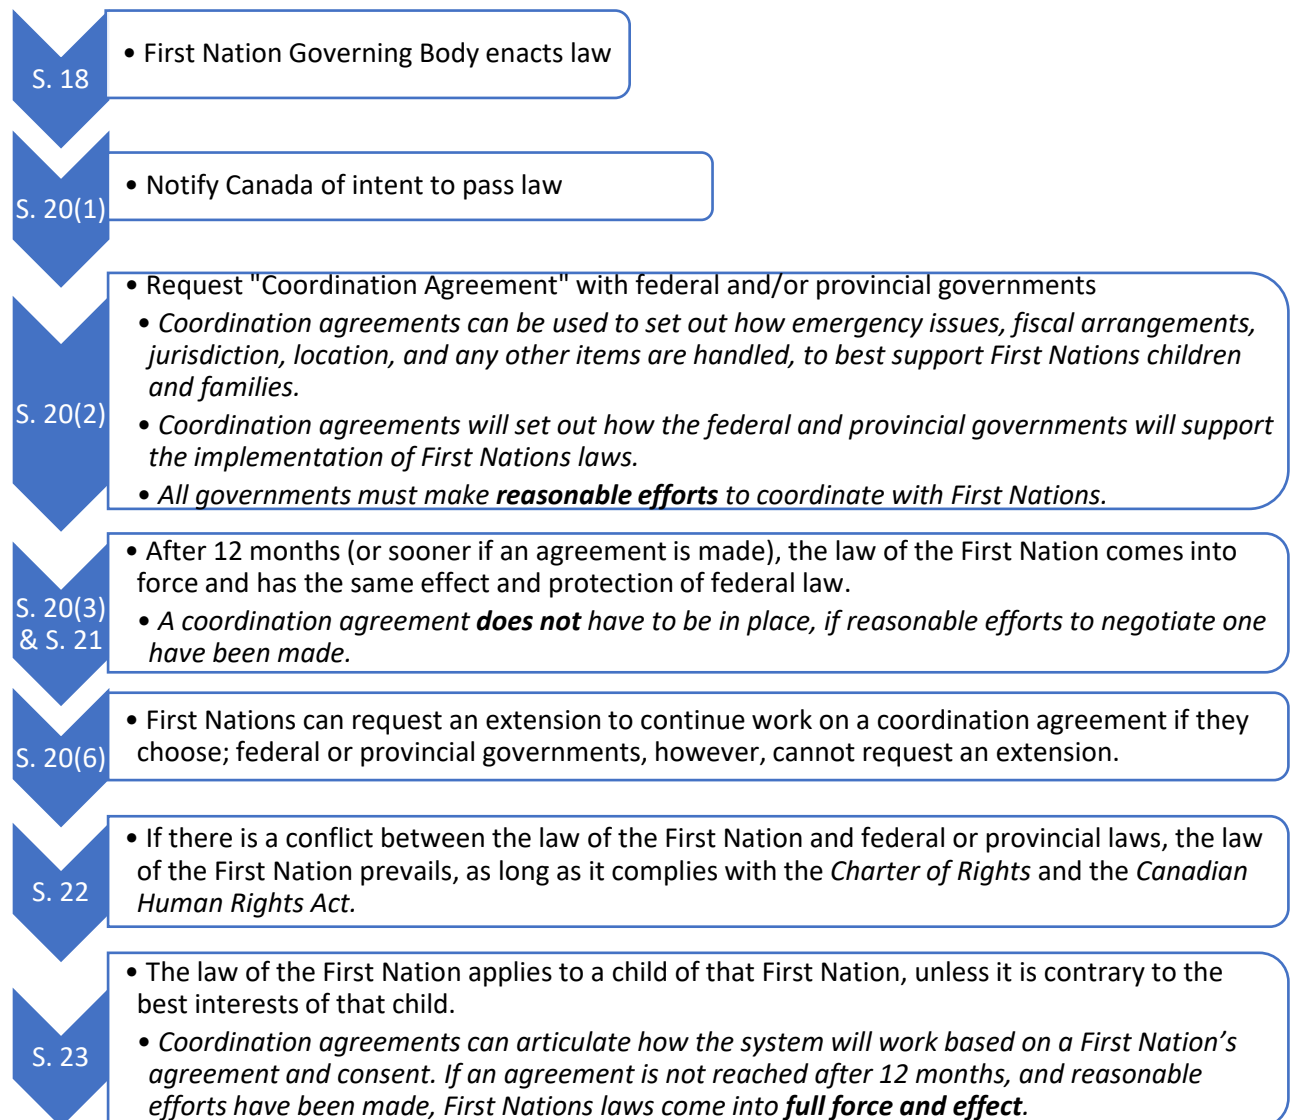 S. 18
• First Nation Governing Body enacts law
S. 20(1)
• Notify Canada of intent to pass law
S. 20(2)
• Request "Coordination Agreement" with federal and/or provincial governments
• Coordination agreements can be used to set out how emergency issues, fiscal arrangements,
jurisdiction, location, and any other items are handled, to best support First Nations children
and families.
• Coordination agreements will set out how the federal and provincial governments will support
the implementation of First Nations laws.
• All governments must make reasonable efforts to coordinate with First Nations.
S. 20(3)
& S. 21
• After 12 months (or sooner if an agreement is made), the law of the First Nation comes into
force and has the same effect and protection of federal law.
• A coordination agreement does not have to be in place, if reasonable efforts to negotiate one
have been made.
S. 20(6)
• First Nations can request an extension to continue work on a coordination agreement if they
choose; federal or provincial governments, however, cannot request an extension.
S. 22
• If there is a conflict between the law of the First Nation and federal or provincial laws, the law
of the First Nation prevails, as long as it complies with the Charter of Rights and the Canadian
Human Rights Act.
S. 23
• The law of the First Nation applies to a child of that First Nation, unless it is contrary to the
best interests of that child.
• Coordination agreements can articulate how the system will work based on a First Nation’s
agreement and consent. If an agreement is not reached after 12 months, and reasonable
efforts have been made, First Nations laws come into full force and effect.